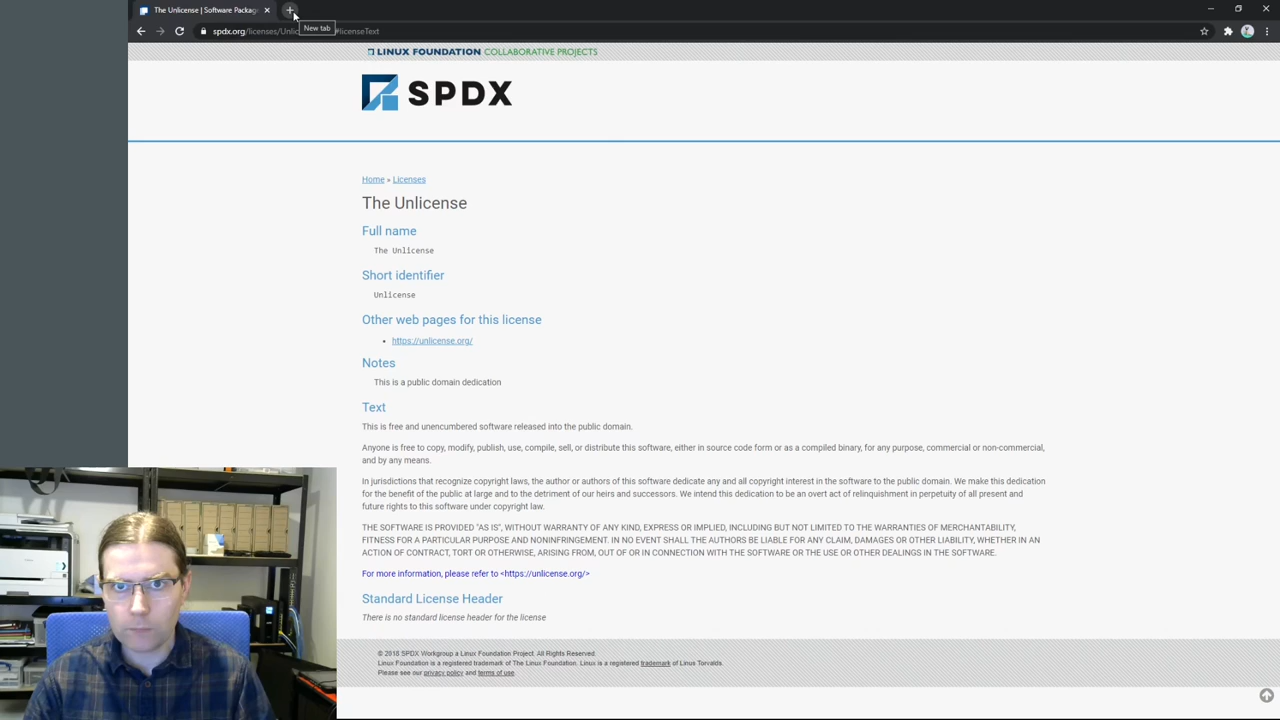 The Unlicense | Software Packag
New tab
spdx.org/licenses/Unlic
#licenseText
LINUX FOUNDATION COLLABORATIVE PROJECTS
SPDX
Home » Licenses
The Unlicense
Full name
The Unlicense
Short identifier
Unlicense
Other web pages for this license
• https://unlicense.org/
Notes
This is a public domain dedication
Text
This is free and unencumbered software released into the public domain.
Anyone is free to copy, modify, publish, use, compile, sell, or distribute this software, either in source code form or as a compiled binary, for any purpose, commercial or non-commercial,
and by any means.
In jurisdictions that recognize copyright laws, the author or authors of this software dedicate any and all copyright interest in the software to the public domain. We make this dedication
for the benefit of the public at large and to the detriment of our heirs and successors. We intend this dedication to be an overt act of relinquishment in perpetuity of all present and
future rights to this software under copyright law.
THE SOFTWARE IS PROVIDED "AS IS", WITHOUT WARRANTY OF ANY KIND, EXPRESS OR IMPLIED, INCLUDING BUT NOT LIMITED TO THE WARRANTIES OF MERCHANTABILITY,
FITNESS FOR A PARTICULAR PURPOSE AND NONINFRINGEMENT. IN NO EVENT SHALL THE AUTHORS BE LIABLE FOR ANY CLAIM, DAMAGES OR OTHER LIABILITY, WHETHER IN AN
ACTION OF CONTRACT, TORT OR OTHERWISE, ARISING FROM, OUT OF OR IN CONNECTION WITH THE SOFTWARE OR THE USE OR OTHER DEALINGS IN THE SOFTWARE.
For more information, please refer to <https://unlicense.org/>
Standard License Header
There is no standard license header for the license
© 2018 SPDX Workgroup a Linux Foundation Project. All Rights Reserved.
Linux Foundation is a registered trademark of The Linux Foundation. Linux is a registered trademark of Linus Torvalds.
Please see our privacy policy and terms of use.